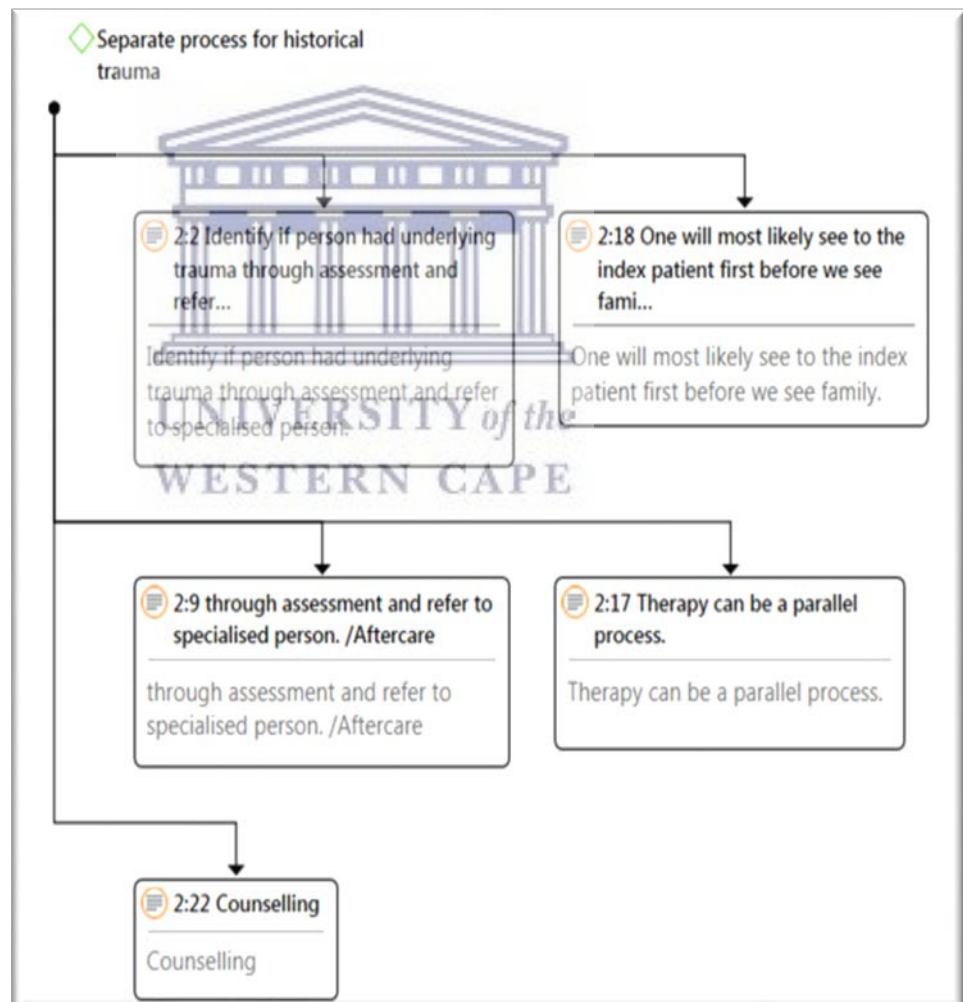 Separate process for historical
trauma
2:2 Identify if person had underlying
trauma through assessment and
refer...
Identify if person had underlying
trauma through assessment and refer
to specialised person.
2:18 One will most likely see to the
index patient first before we see
fami...
One will most likely see to the index
patient first before we see family.
UNIVERSITY of the
WESTERN CAPE
2:9 through assessment and refer to
specialised person. /Aftercare
through assessment and refer to
specialised person. /Aftercare
2:17 Therapy can be a parallel
process.
Therapy can be a parallel process.
2:22 Counselling
Counselling